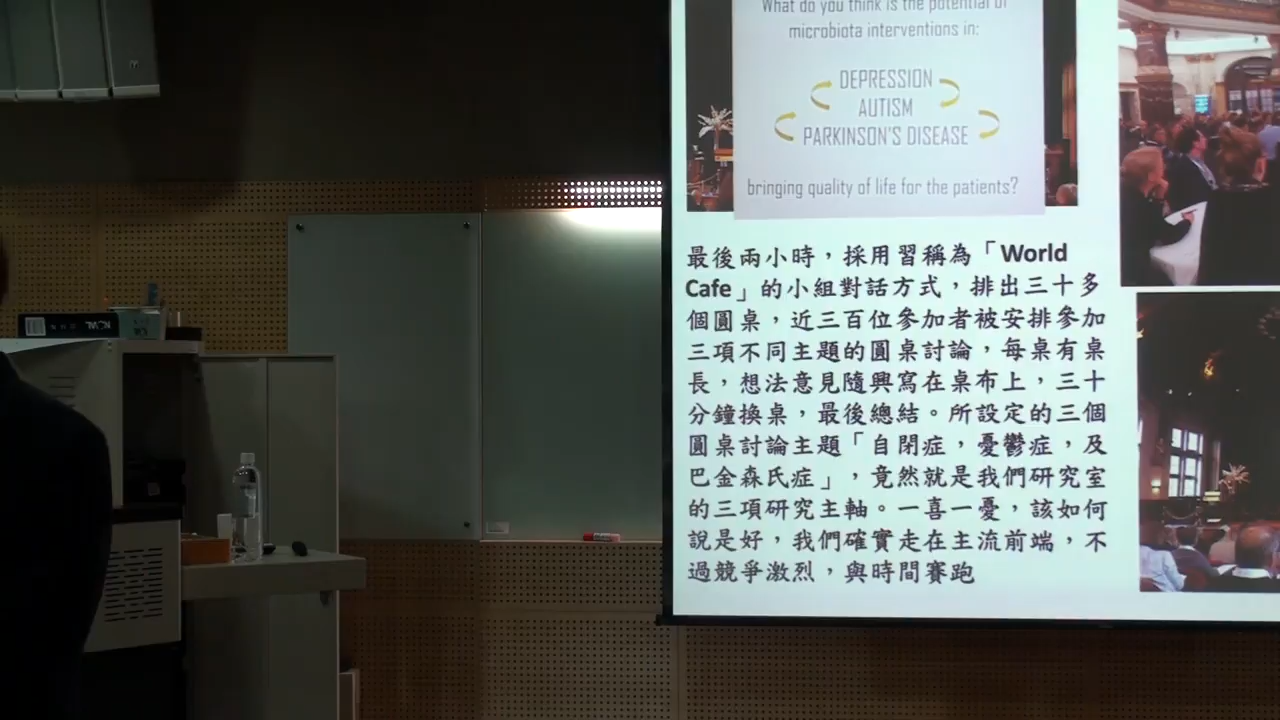 What do you think is the potential of
microbiota interventions in:
DEPRESSION
AUTISM
PARKINSON'S DISEASE
bringing quality of life for the patients?
最後兩小時，採用習稱為「World
Cafe」的小組對話方式，排出三十多
個圓桌，近三百位參加者被安排參加
三項不同主題的圓桌討論，每桌有桌
長，想法意見隨興寫在桌布上，三十
分鐘換桌，最後總結。所設定的三個
圓桌討論主題「自閉症，憂鬱症，及
巴金森氏症」，竟然就是我們研究室
的三項研究主軸。一喜一憂，該如何
說是好，我們確實走在主流前端，不
過競爭激烈，與時間賽跑